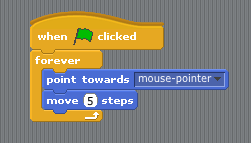 when clicked
forever
point towards mouse-pointer
move 5 steps